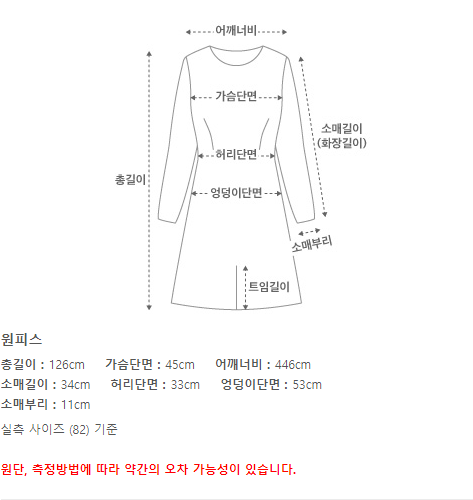 어깨너비
가슴단면
소매길이
(화장길이)
허리단면
총길이
엉덩이단면
소매부리
트임길이
원피스
총길이 : 126cm 가슴단면 : 45cm 어깨너비 : 446cm
소매길이 : 34cm 허리단면 : 33cm 엉덩이단면 : 53cm
소매부리 : 11cm
실측 사이즈 (82) 기준
원단, 측정방법에 따라 약간의 오차 가능성이 있습니다.